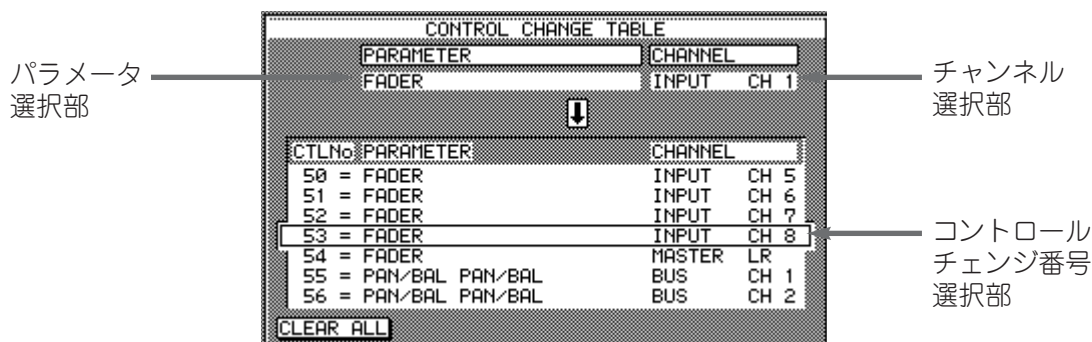 CONTROL CHANGE TABLE
PARAMETER CHANNEL
FADER INPUT CH 1
パラメータ
選択部
チャンネル
選択部
CTLNo PARAMETER CHANNEL
50 = FADER INPUT CH 5
51 = FADER INPUT CH 6
52 = FADER INPUT CH 7
53 = FADER INPUT CH 8
54 = FADER MASTER LR
55 = PAN/BAL PAN/BAL BUS CH 1
56 = PAN/BAL PAN/BAL BUS CH 2
コントロール
チェンジ番号
選択部
CLEAR ALL